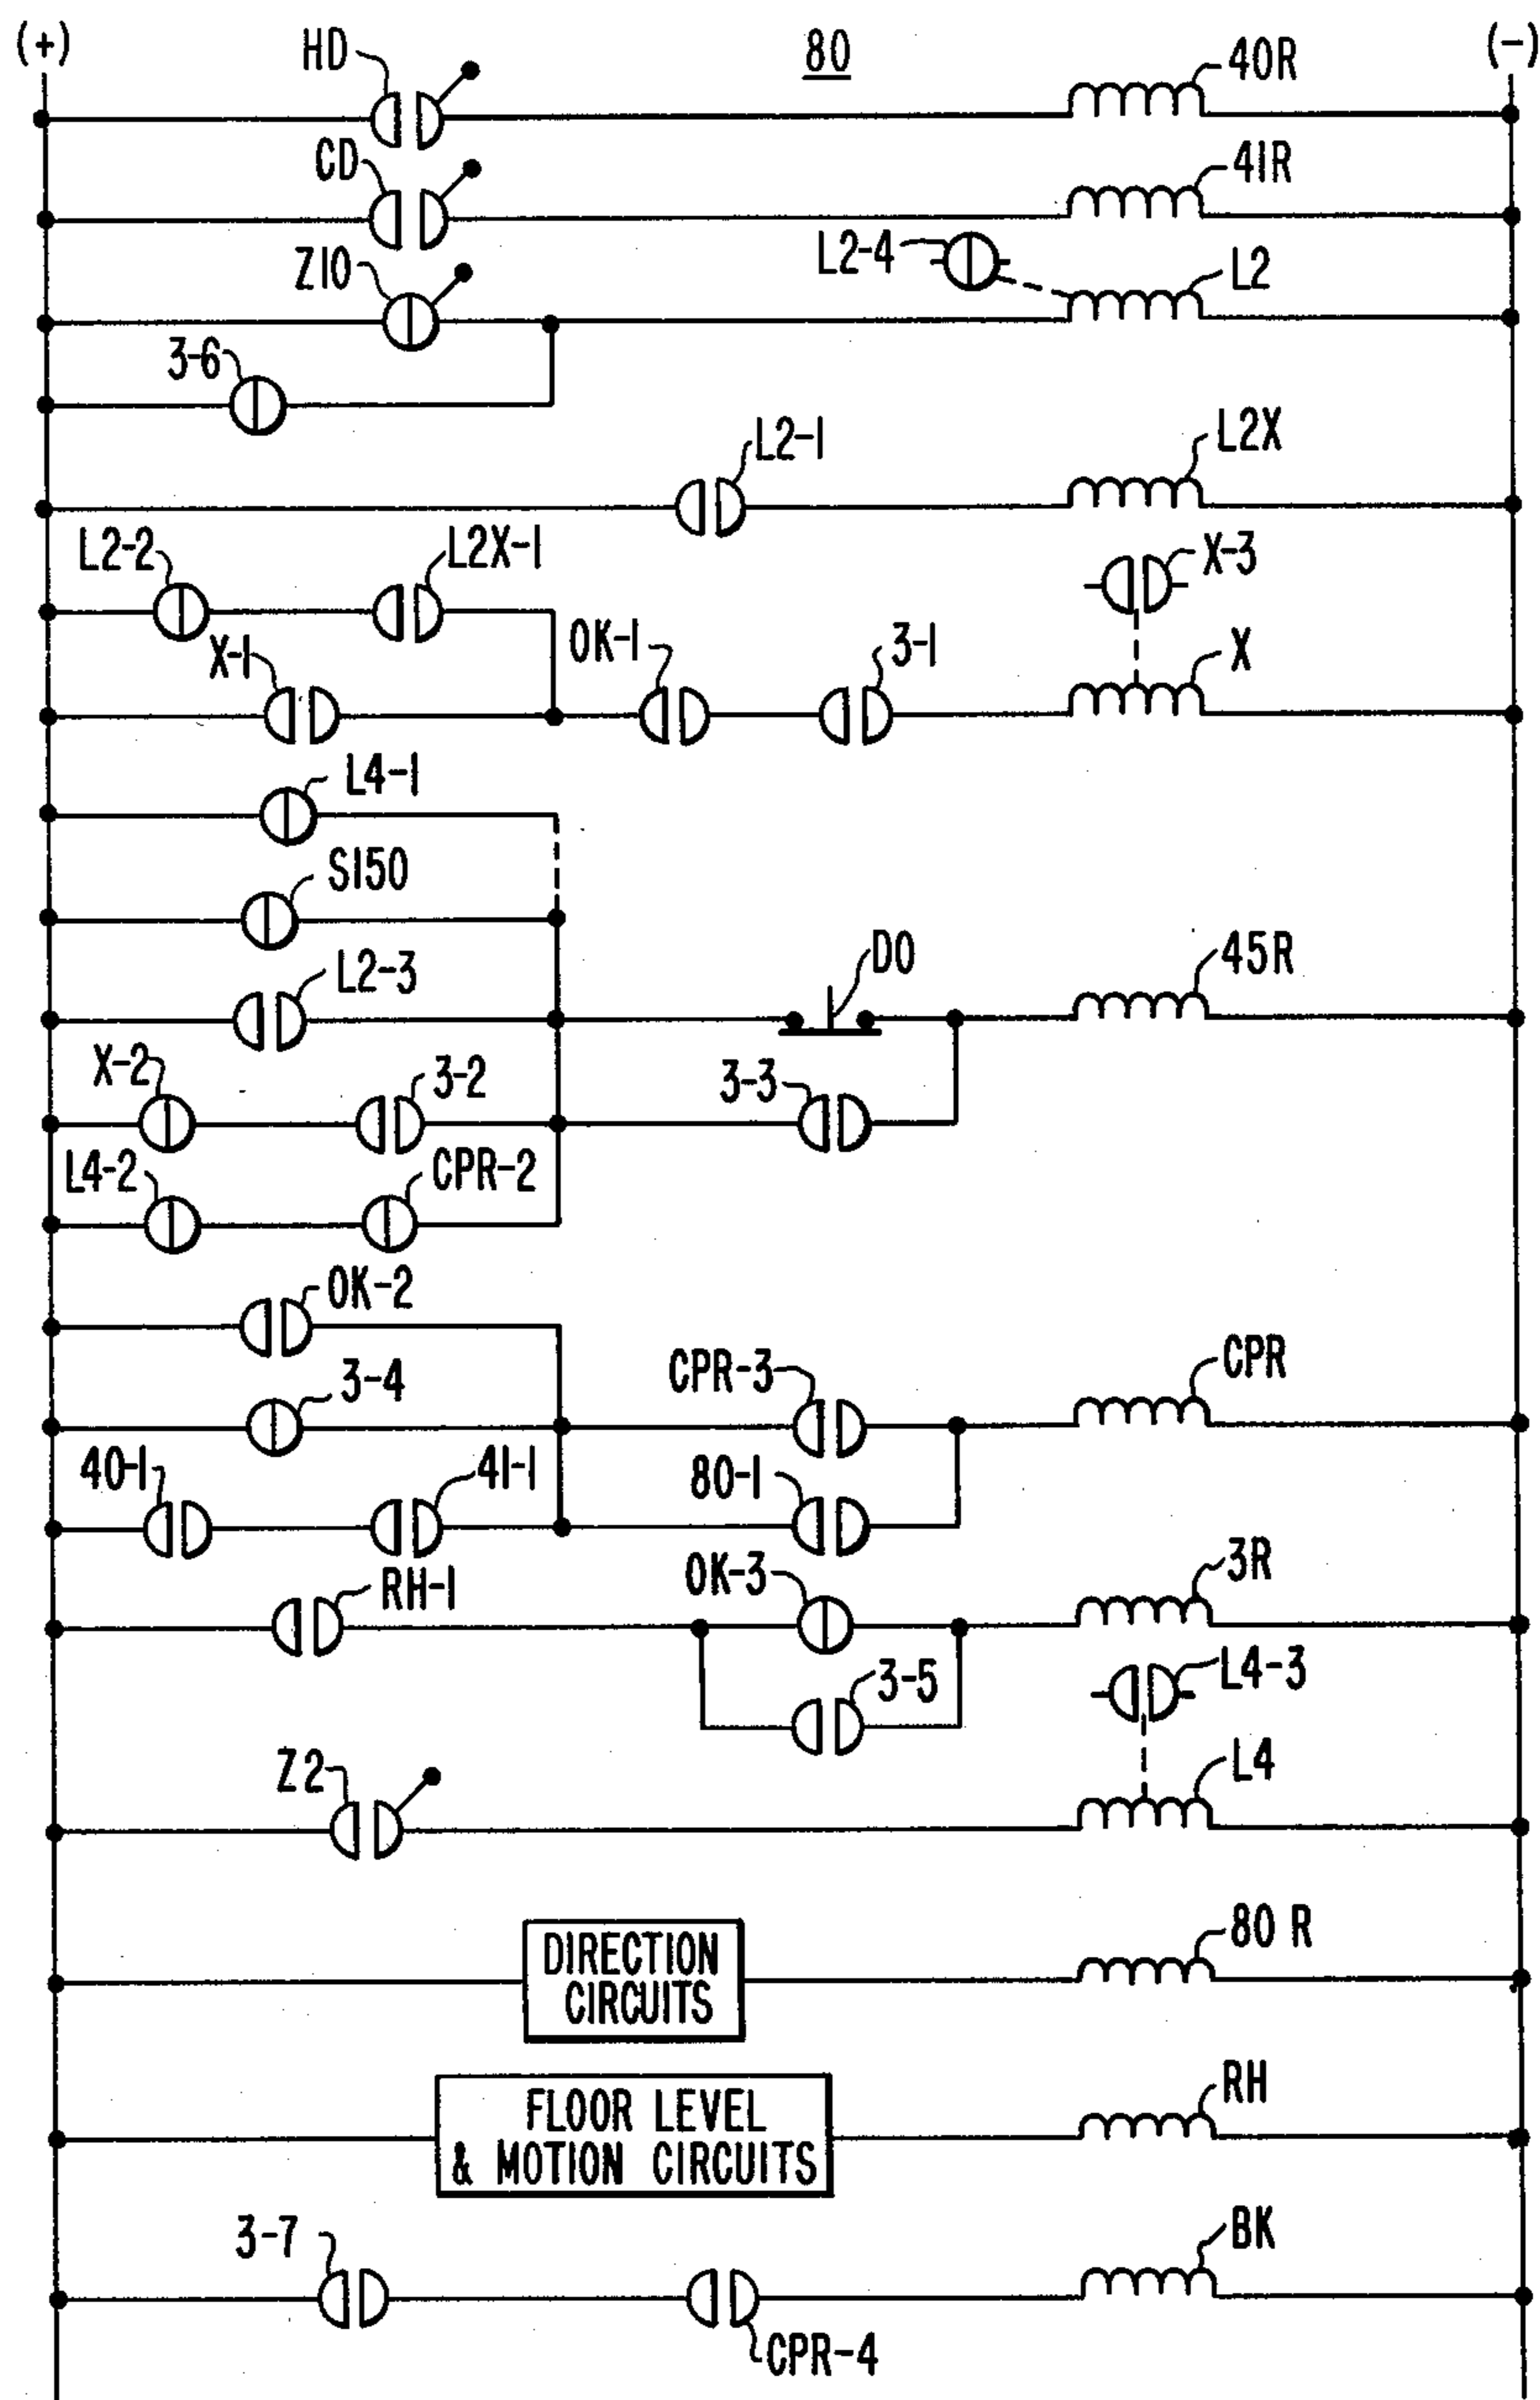 (+)
HD
80
40R
(-)
CD
41R
Z10
L2-4
L2
3-6
L2-1
L2X
L2-2
L2X-1
X-3
X-1
OK-1
3-1
X
L4-1
S150
L2-3
DO
45R
X-2
3-2
3-3
L4-2
CPR-2
OK-2
3-4
CPR-3
CPR
40-1
41-1
80-1
RH-1
OK-3
3R
3-5
L4-3
Z2
L4
DIRECTION
CIRCUITS
80 R
FLOOR LEVEL
& MOTION CIRCUITS
RH
3-7
CPR-4
BK